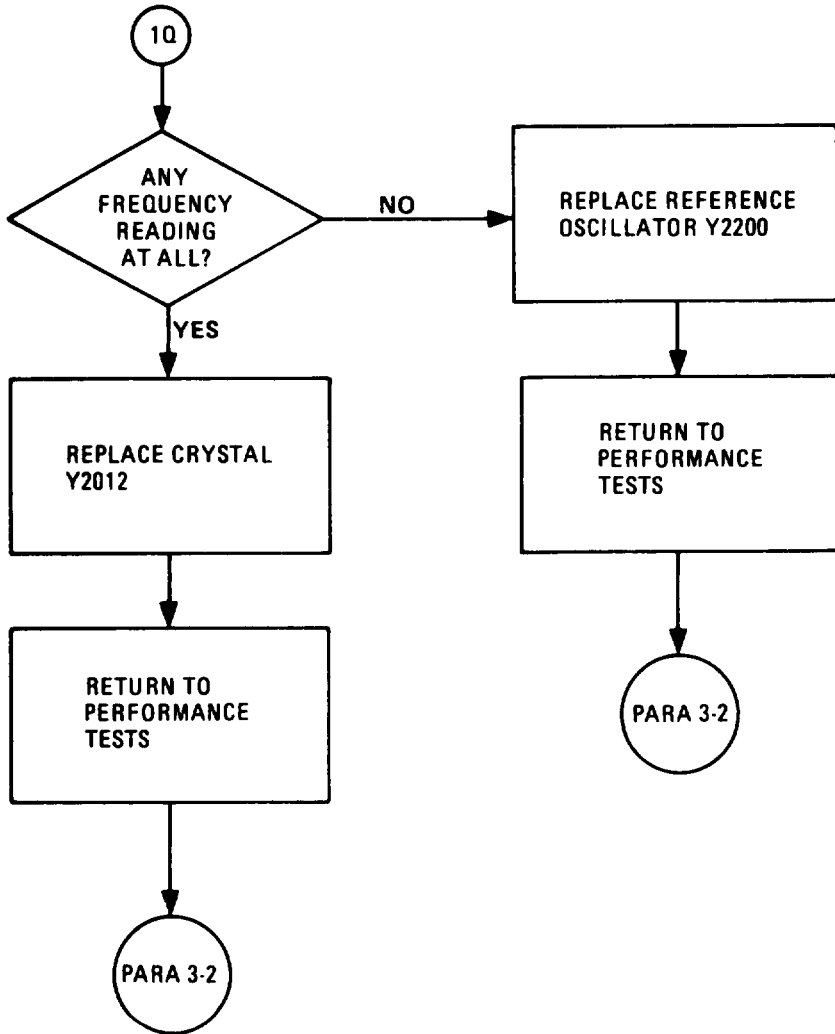 1Q
ANY
FREQUENCY
READING
AT ALL?
NO
REPLACE REFERENCE
OSCILLATOR Y2200
YES
REPLACE CRYSTAL
Y2012
RETURN TO
PERFORMANCE
TESTS
RETURN TO
PERFORMANCE
TESTS
PARA 3-2
PARA 3-2